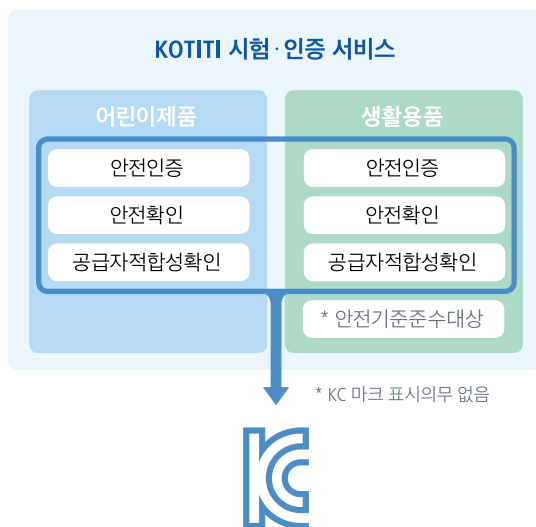 KOTITI 시험·인증 서비스
어린이제품
안전인증
안전확인
공급자적합성확인
생활용품
안전인증
안전확인
공급자적합성확인
* 안전기준준수대상
* KC 마크 표시의무 없음
KC